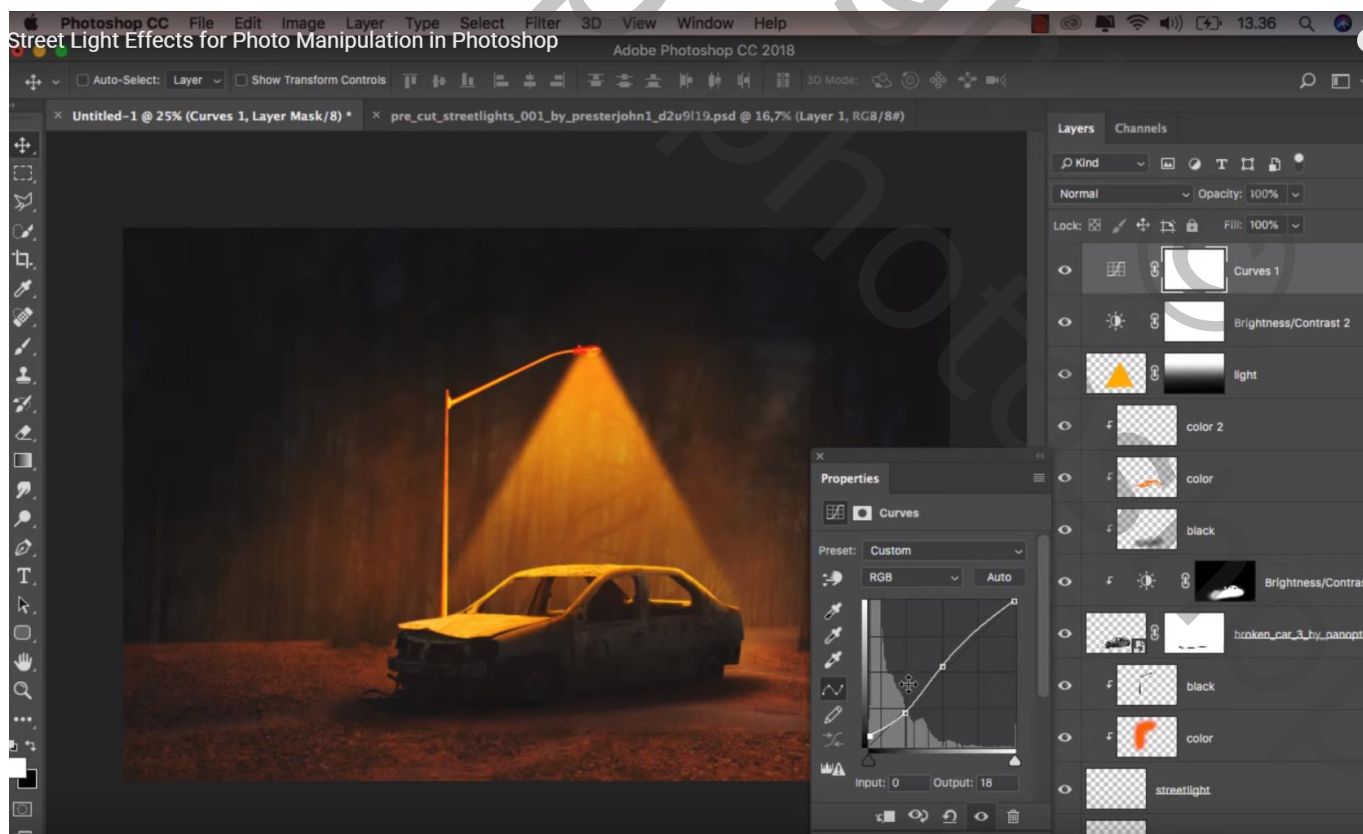 Photoshop CC File Edit Image Layer Type Select Filter 3D View Window Help 13.36
Street Light Effects for Photo Manipulation in Photoshop
Adobe Photoshop CC 2018
Auto-Select: Layer Show Transform Controls 3D Mode:
× Untitled-1 @ 25% (Curves 1, Layer Mask/8) * × pre_cut_streetlights_001_by_presterjohn1_d2u9l19.psd @ 16,7% (Layer 1, RGB/8#)
Layers Channels
Kind
Normal Opacity: 100%
Lock: Fill: 100%
Curves 1
Brightness/Contrast 2
light
color 2
color
black
Brightness/Contras
broken_car_3_by_panopt
black
color
streetlight
Properties
Curves
Preset: Custom
RGB Auto
Input: 0 Output: 18